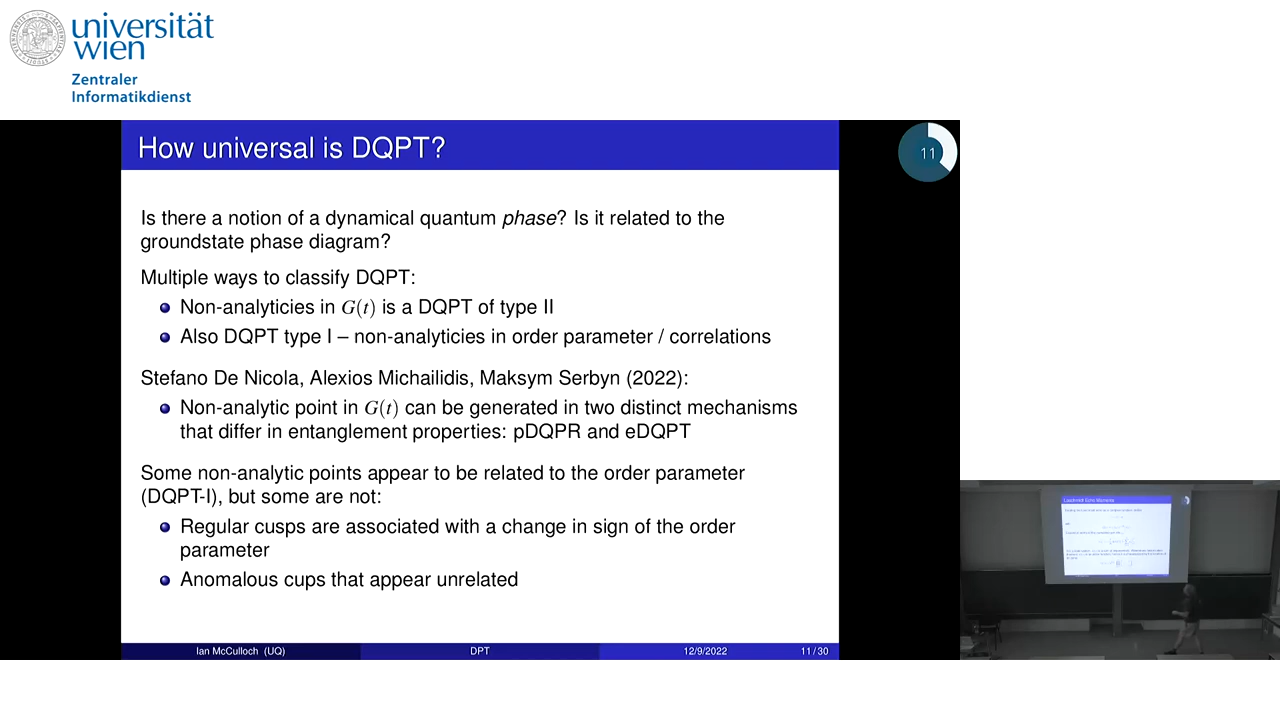 universität
wien
Zentraler
Informatikdienst
How universal is DQPT?
11
Is there a notion of a dynamical quantum phase? Is it related to the
groundstate phase diagram?
Multiple ways to classify DQPT:
Non-analyticies in G(t) is a DQPT of type II
Also DQPT type I – non-analyticies in order parameter / correlations
Stefano De Nicola, Alexios Michailidis, Maksym Serbyn (2022):
Non-analytic point in G(t) can be generated in two distinct mechanisms
that differ in entanglement properties: pDQPR and eDQPT
Some non-analytic points appear to be related to the order parameter
(DQPT-I), but some are not:
Regular cusps are associated with a change in sign of the order
parameter
Anomalous cups that appear unrelated
Ian McCulloch (UQ) DPT 12/9/2022 11 / 30
Loschmidt Echo